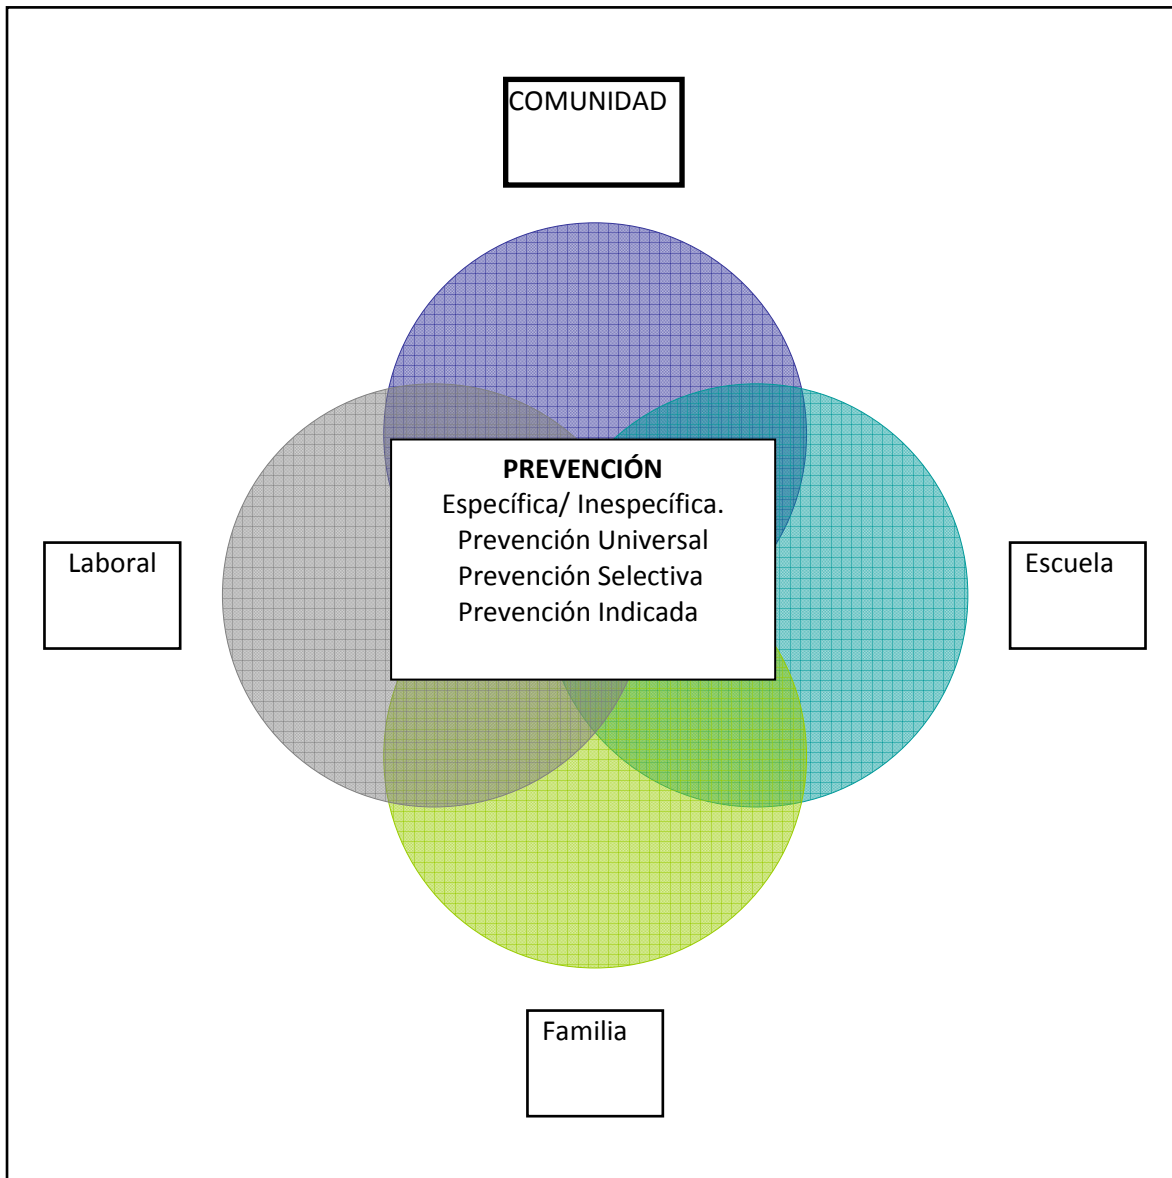 COMUNIDAD
PREVENCIÓN
Específica/ Inespecífica.
Prevención Universal
Prevención Selectiva
Prevención Indicada
Laboral
Escuela
Familia